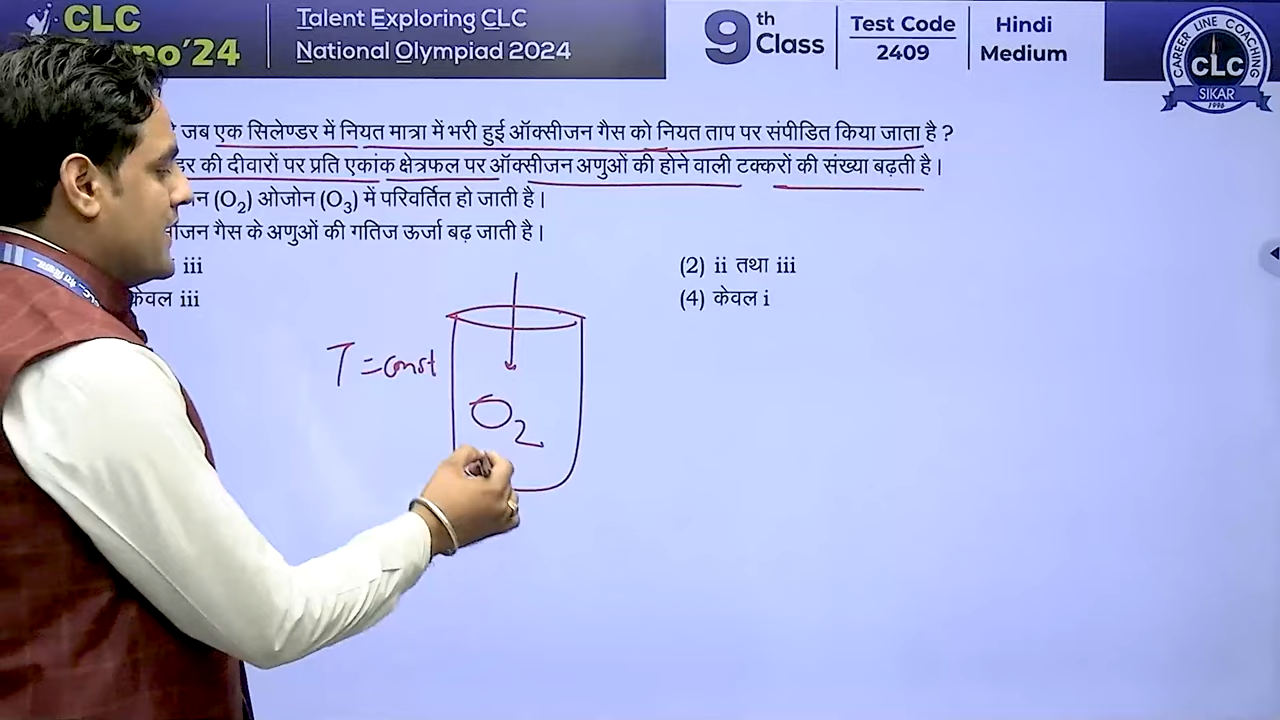 CLC
no'24
Talent Exploring CLC
National Olympiad 2024
9th Class
Test Code
2409
Hindi
Medium
CAREER LINE COACHING
CLC
SIKAR
1996
जब एक सिलेण्डर में नियत मात्रा में भरी हुई ऑक्सीजन गैस को नियत ताप पर संपीडित किया जाता है ?
की दीवारों पर प्रति एकांक क्षेत्रफल पर ऑक्सीजन अणुओं की होने वाली टक्करों की संख्या बढ़ती है।
(O2) ओजोन (O3) में परिवर्तित हो जाती है।
गैस के अणुओं की गतिज ऊर्जा बढ़ जाती है।
iii
(2) ii तथा iii
केवल iii
(4) केवल i
T = const
O2